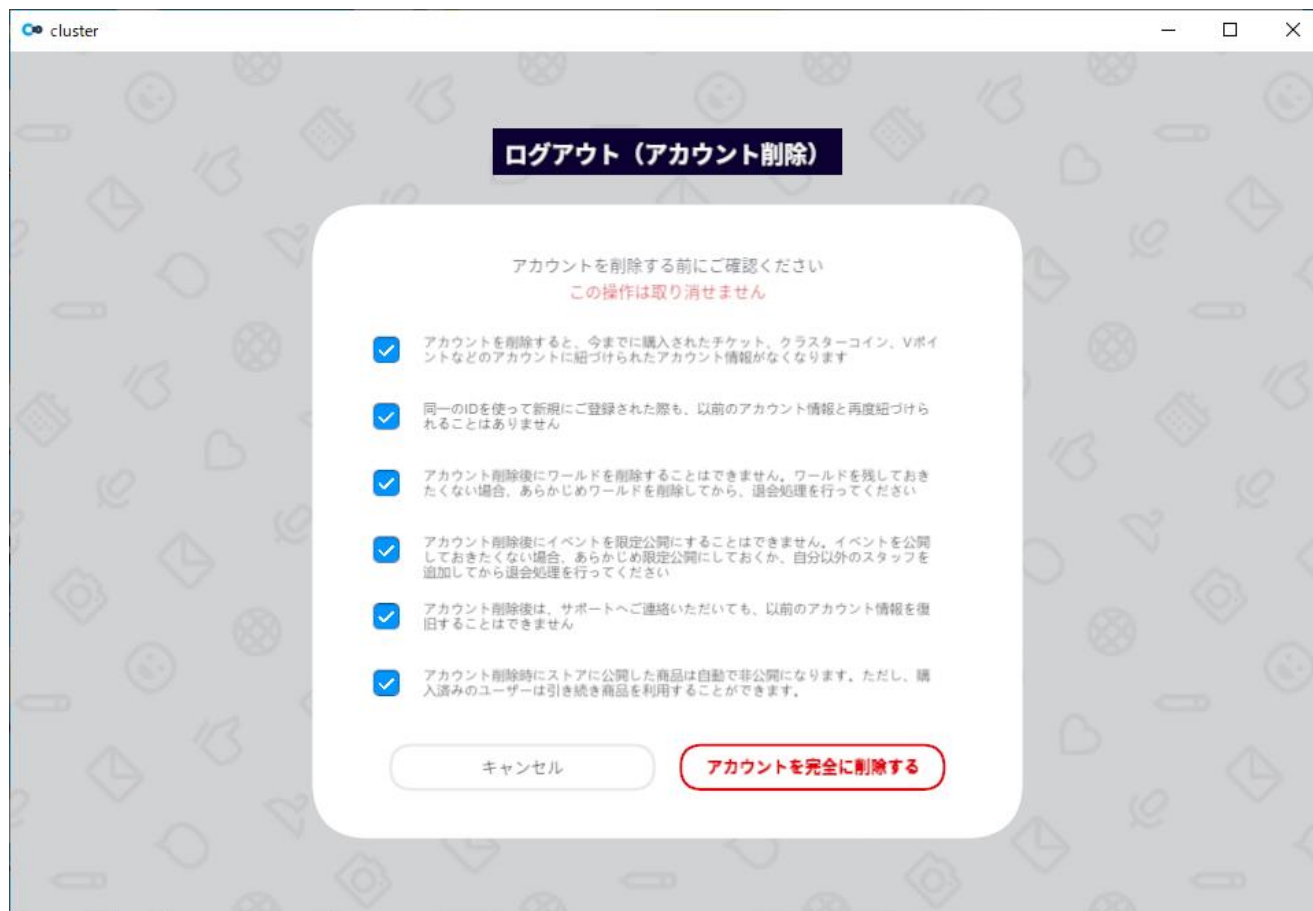 cluster
ログアウト（アカウント削除）
アカウントを削除する前にご確認ください
この操作は取り消せません
アカウントを削除すると、今までに購入されたチケット、クラスターコイン、Vポイ
ントなどのアカウントに紐づけられたアカウント情報がなくなります
同一のIDを使って新規にご登録された際も、以前のアカウント情報と再度紐づけら
れることはありません
アカウント削除後にワールドを削除することはできません。ワールドを残しておき
たくない場合、あらかじめワールドを削除してから、退会処理を行ってください
アカウント削除後にイベントを限定公開にすることはできません。イベントを公開
しておきたくない場合、あらかじめ限定公開にしておくか、自分以外のスタッフを
追加してから退会処理を行ってください
アカウント削除後は、サポートへご連絡いただいても、以前のアカウント情報を復
旧することはできません
アカウント削除時にストアに公開した商品は自動で非公開になります。ただし、購
入済みのユーザーは引き続き商品を利用することができます。
キャンセル
アカウントを完全に削除する